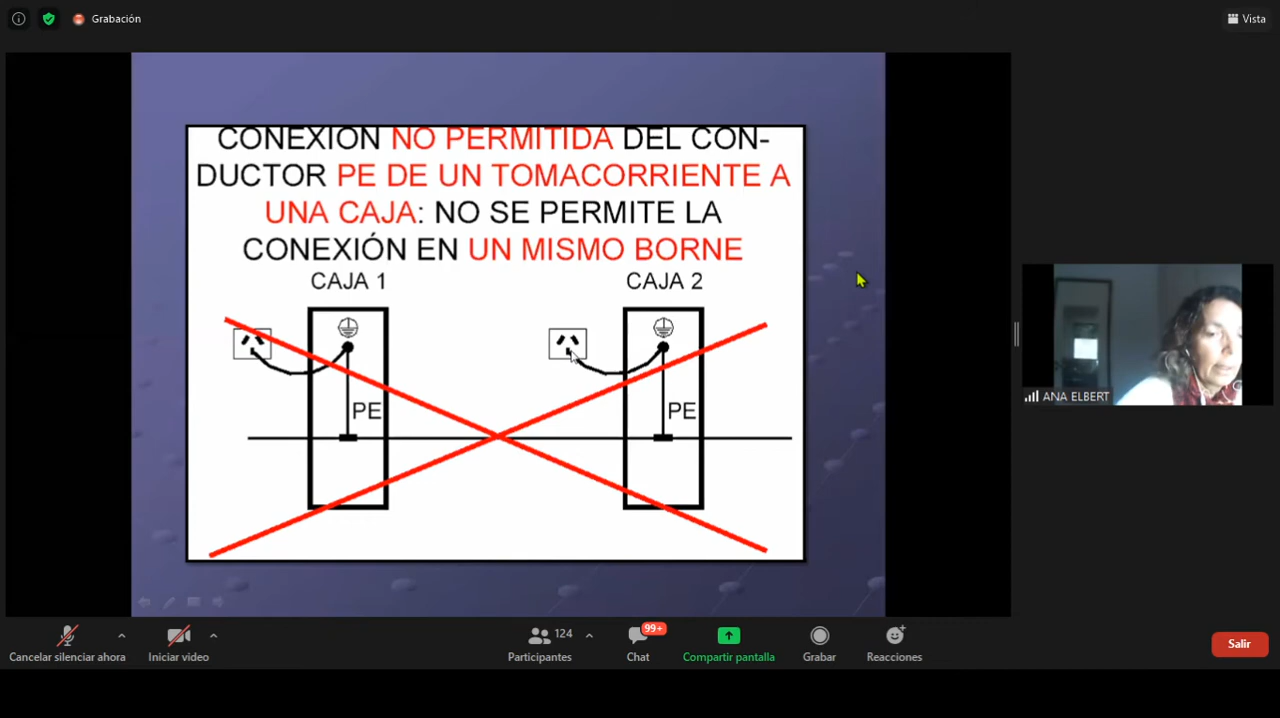 Grabación
Vista
CONEXIÓN NO PERMITIDA DEL CON-
DUCTOR PE DE UN TOMACORRIENTE A
UNA CAJA: NO SE PERMITE LA
CONEXIÓN EN UN MISMO BORNE
CAJA 1
CAJA 2
PE
PE
ANA ELBERT
Cancelar silenciar ahora
Iniciar video
124
Participantes
99+
Chat
Compartir pantalla
Grabar
Reacciones
Salir